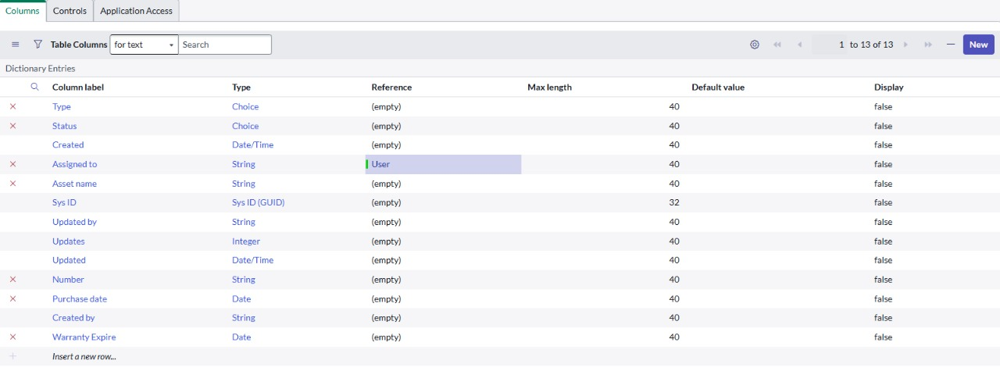 Columns Controls Application Access
Table Columns for text Search 1 to 13 of 13 New
Dictionary Entries
Column label Type Reference Max length Default value Display
Type Choice (empty) 40 false
Status Choice (empty) 40 false
Created Date/Time (empty) 40 false
Assigned to String User 40 false
Asset name String (empty) 40 false
Sys ID Sys ID (GUID) (empty) 32 false
Updated by String (empty) 40 false
Updates Integer (empty) 40 false
Updated Date/Time (empty) 40 false
Number String (empty) 40 false
Purchase date Date (empty) 40 false
Created by String (empty) 40 false
Warranty Expire Date (empty) 40 false
Insert a new row...